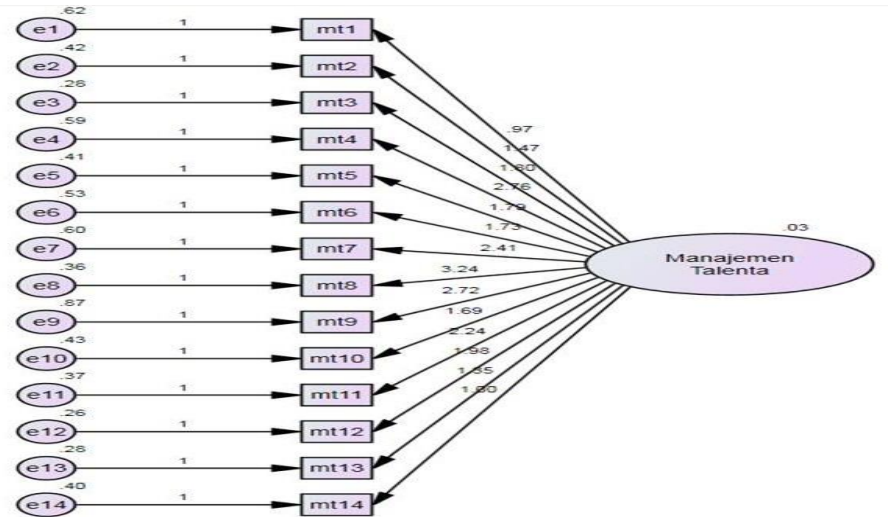 .62
e1 1 mt1
.42
e2 1 mt2
.28
e3 1 mt3
.59
e4 1 mt4
.41
e5 1 mt5
.53
e6 1 mt6
.60
e7 1 mt7
.36
e8 1 mt8
.87
e9 1 mt9
.43
e10 1 mt10
.37
e11 1 mt11
.26
e12 1 mt12
.28
e13 1 mt13
.40
e14 1 mt14
.97
1.47
2.76
1.79
1.73
2.41
3.24
2.72
1.69
2.24
1.98
1.35
.03
Manajemen
Talenta